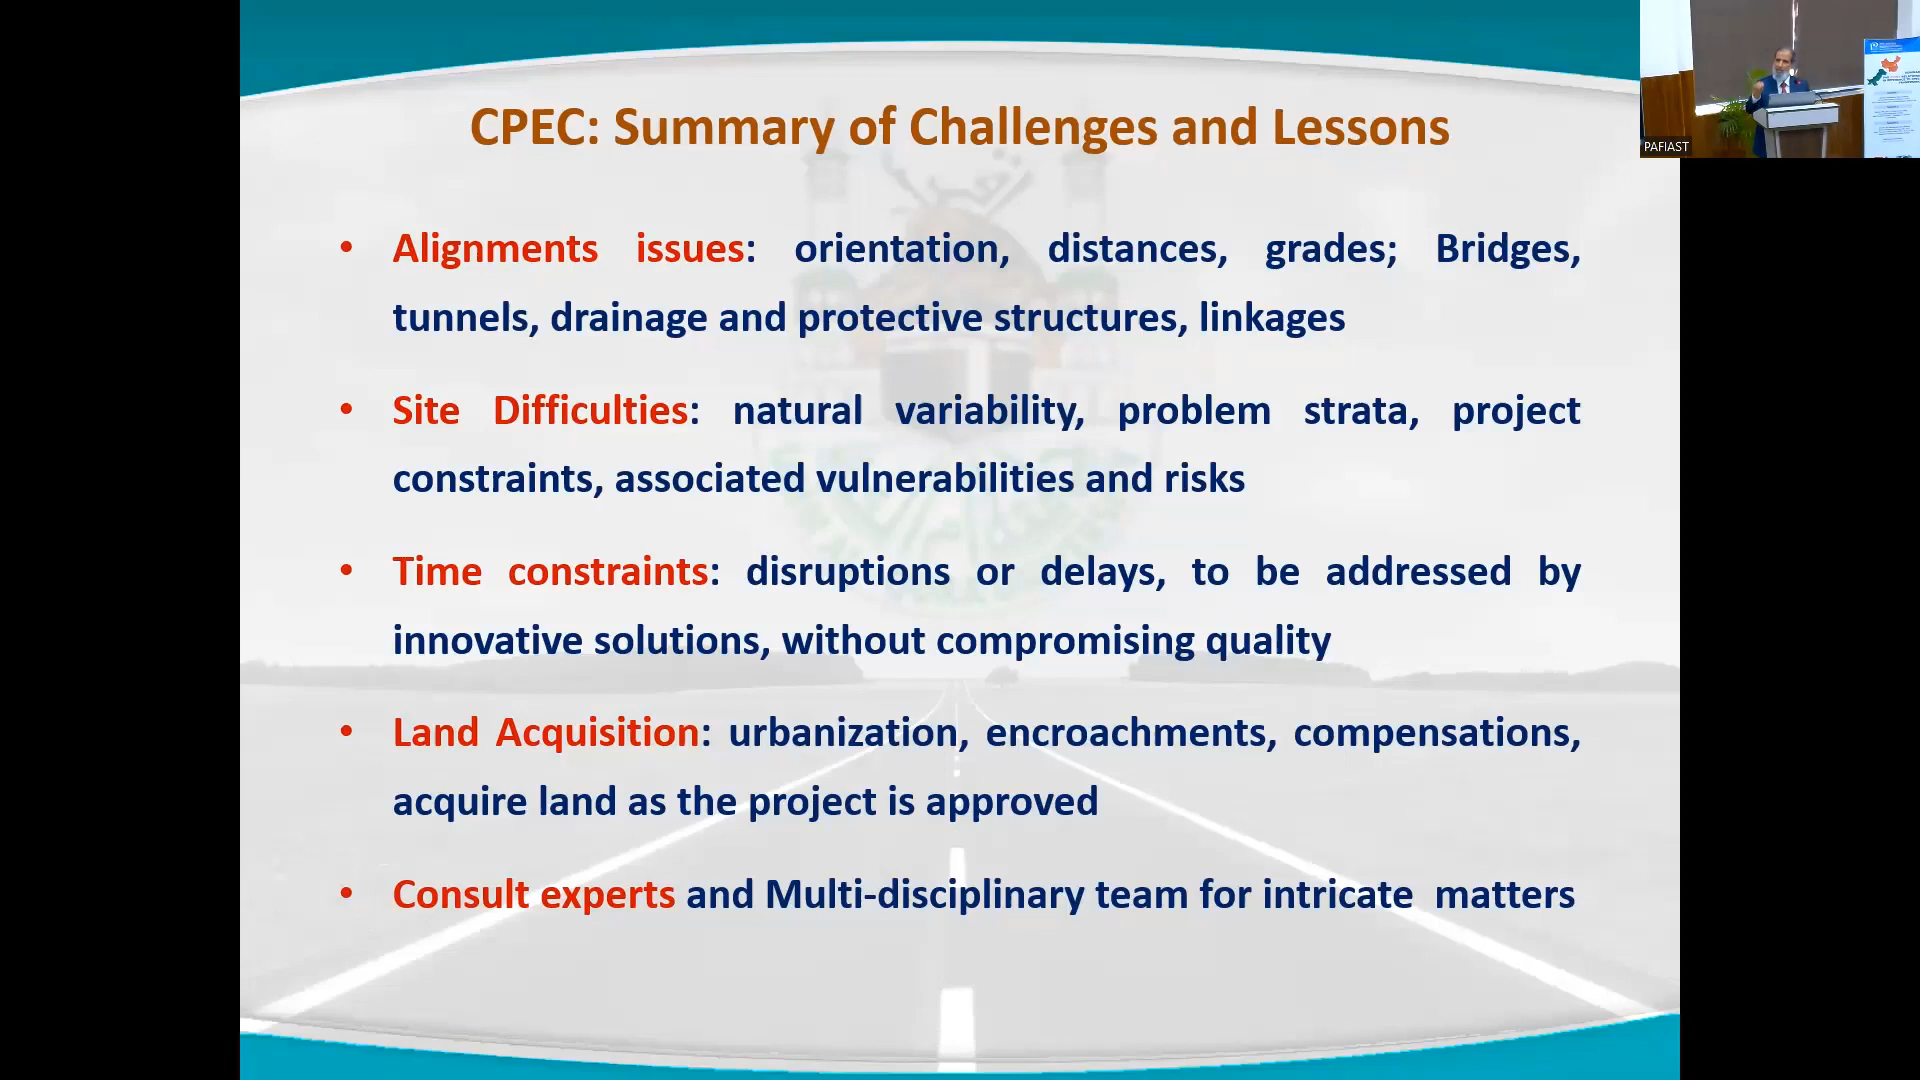 CPEC: Summary of Challenges and Lessons
• Alignments issues: orientation, distances, grades; Bridges,
tunnels, drainage and protective structures, linkages
• Site Difficulties: natural variability, problem strata, project
constraints, associated vulnerabilities and risks
• Time constraints: disruptions or delays, to be addressed by
innovative solutions, without compromising quality
• Land Acquisition: urbanization, encroachments, compensations,
acquire land as the project is approved
• Consult experts and Multi-disciplinary team for intricate matters
PAFIAST